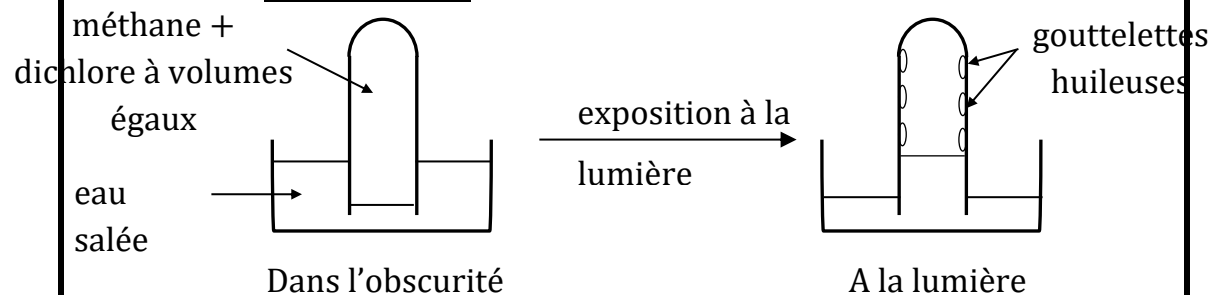 méthane +
dichlore à volumes
égaux
eau
salée
exposition à la
lumière
gouttelettes
huileuses
Dans l’obscurité
A la lumière